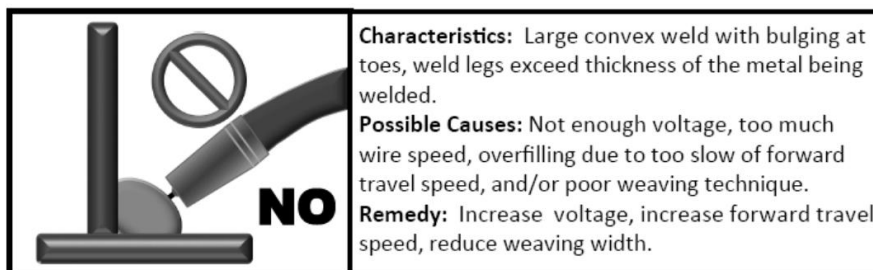 Characteristics: Large convex weld with bulging at
toes, weld legs exceed thickness of the metal being
welded.
Possible Causes: Not enough voltage, too much
wire speed, overfilling due to too slow of forward
travel speed, and/or poor weaving technique.
Remedy: Increase voltage, increase forward travel
speed, reduce weaving width.
NO